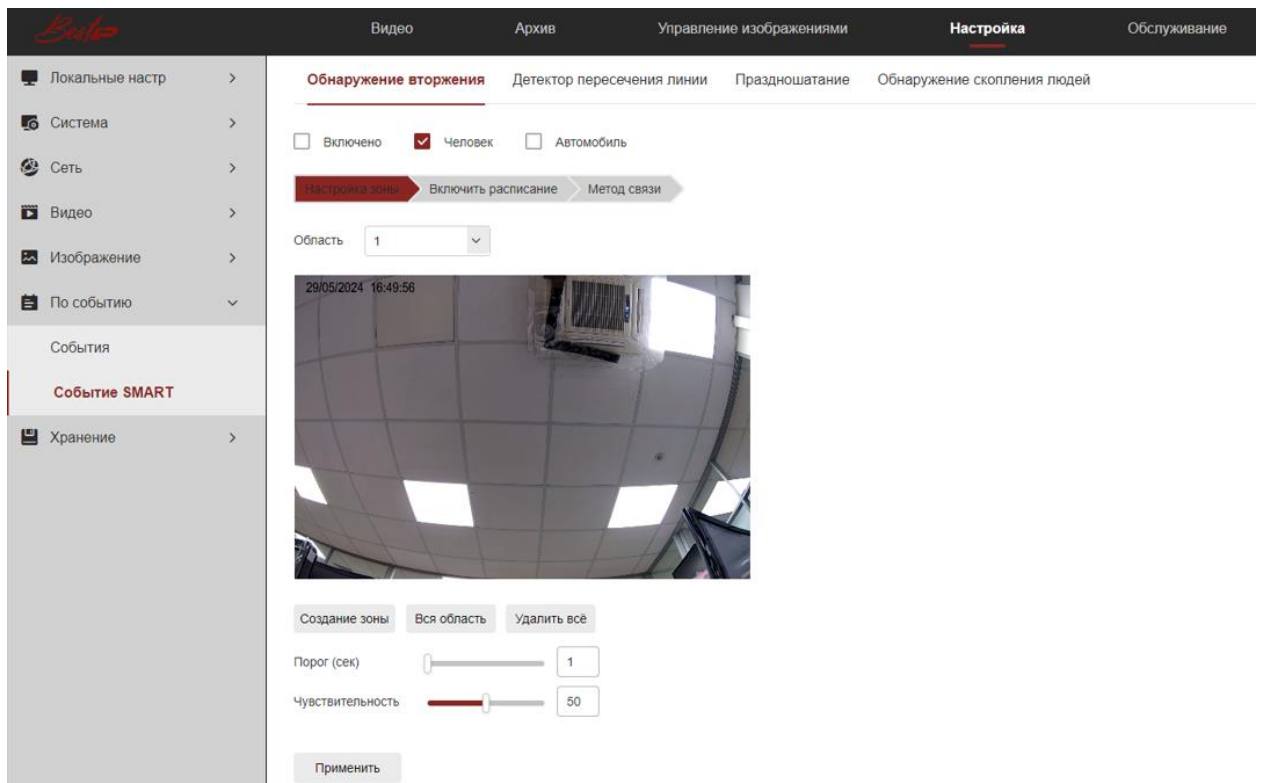 Видео Архив Управление изображениями Настройка Обслуживание
Локальные настр
Система
Сеть
Видео
Изображение
По событию
События
Событие SMART
Хранение
Обнаружение вторжения Детектор пересечения линии Праздношатание Обнаружение скопления людей
Включено Человек Автомобиль
Настройка зоны Включить расписание Метод связи
Область 1
29/05/2024 16:49:56
Создание зоны Вся область Удалить всё
Порог (сек) 1
Чувствительность 50
Применить